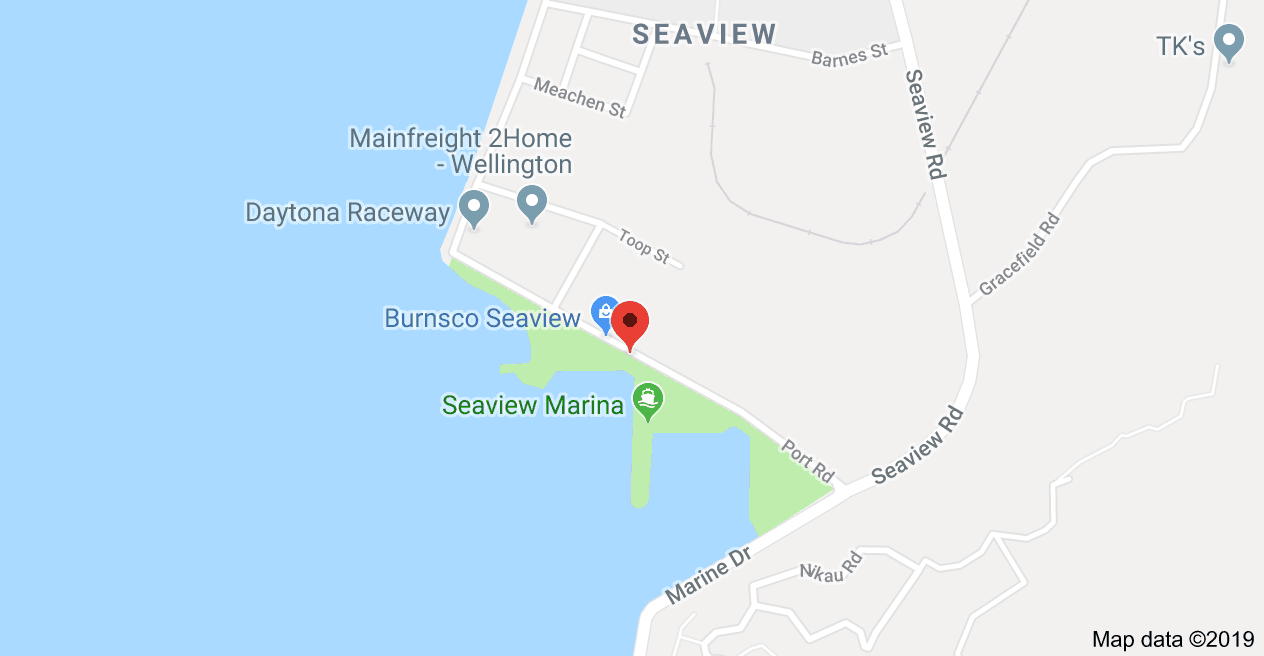 SEAVIEW
TK's
Barnes St
Seaview Rd
Meachen St
Mainfreight 2Home
- Wellington
Daytona Raceway
Toop St
Gracefield Rd
Burnsco Seaview
Seaview Marina
Port Rd
Seaview Rd
Marine Dr
Nikau Rd
Map data ©2019